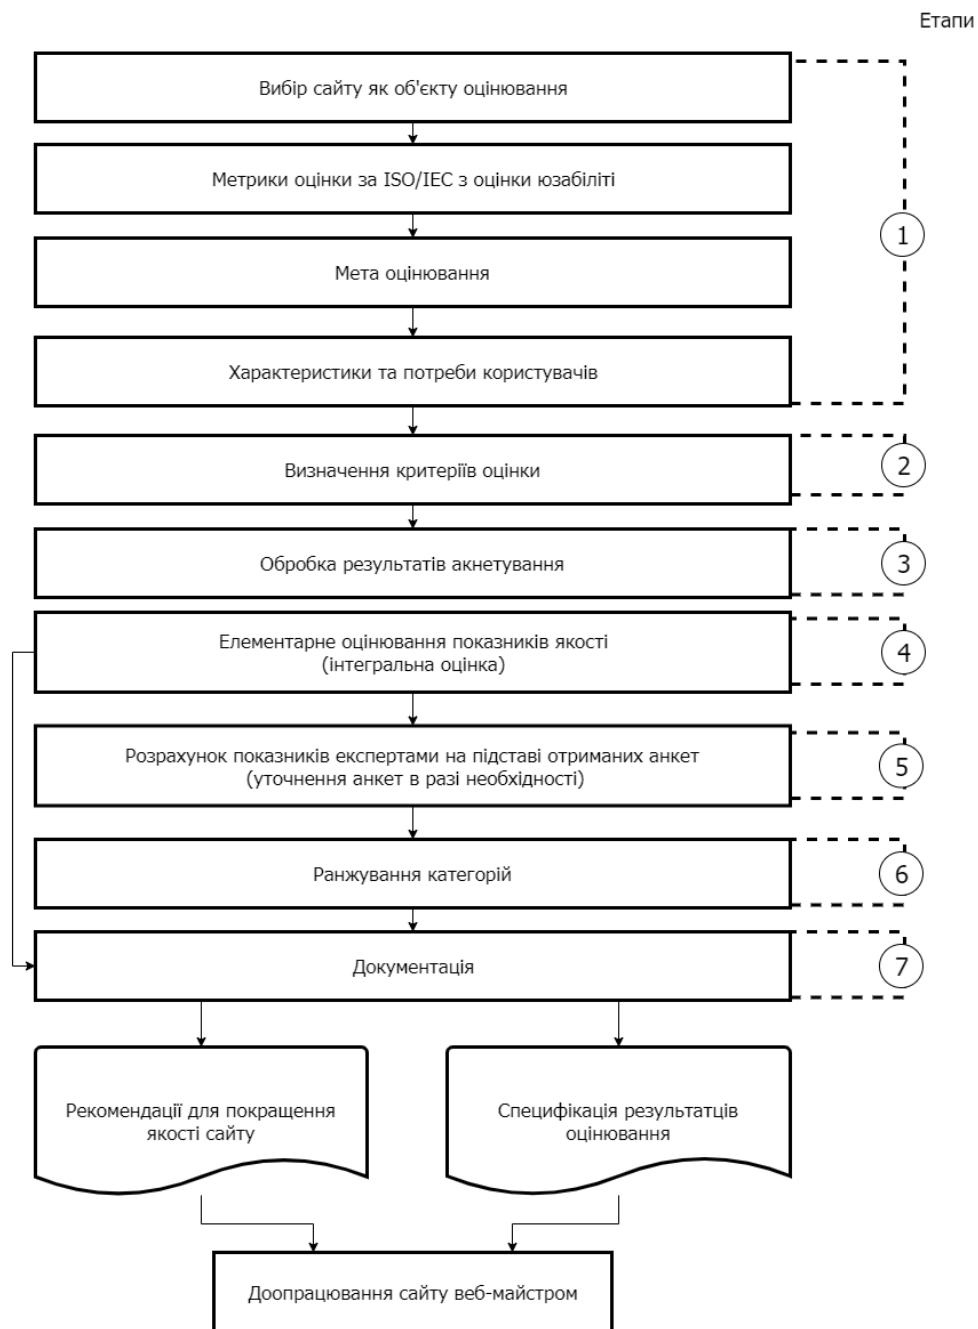 Етапи
Вибір сайту як об'єкту оцінювання
Метрики оцінки за ISO/IEC з оцінки юзабіліті
1
Мета оцінювання
Характеристики та потреби користувачів
Визначення критеріїв оцінки
2
Обробка результатів акнетування
3
Елементарне оцінювання показників якості
(інтегральна оцінка)
4
Розрахунок показників експертами на підставі отриманих анкет
(уточнення анкет в разі необхідності)
5
Ранжування категорій
6
Документація
7
Рекомендації для покращення
якості сайту
Специфікація результатців
оцінювання
Доопрацювання сайту веб-майстром